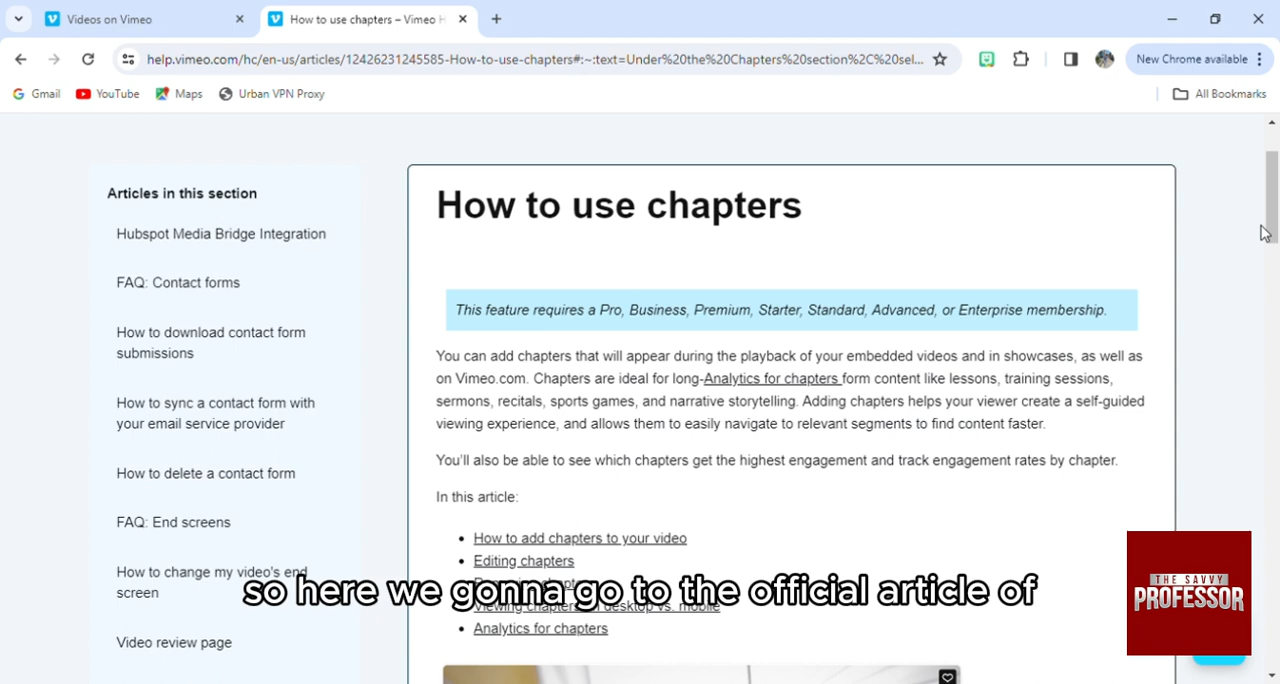 Videos on Vimeo
How to use chapters – Vimeo H
help.vimeo.com/hc/en-us/articles/12426231245585-How-to-use-chapters#:~:text=Under%20the%20Chapters%20section%2C%20sel...
New Chrome available
Gmail
YouTube
Maps
Urban VPN Proxy
All Bookmarks
Articles in this section
Hubspot Media Bridge Integration
FAQ: Contact forms
How to download contact form
submissions
How to sync a contact form with
your email service provider
How to delete a contact form
FAQ: End screens
How to change my video's end
screen
Video review page
How to use chapters
This feature requires a Pro, Business, Premium, Starter, Standard, Advanced, or Enterprise membership.
You can add chapters that will appear during the playback of your embedded videos and in showcases, as well as
on Vimeo.com. Chapters are ideal for long-Analytics for chapters form content like lessons, training sessions,
sermons, recitals, sports games, and narrative storytelling. Adding chapters helps your viewer create a self-guided
viewing experience, and allows them to easily navigate to relevant segments to find content faster.
You'll also be able to see which chapters get the highest engagement and track engagement rates by chapter.
In this article:
How to add chapters to your video
Editing chapters
Viewing chapters on desktop vs. mobile
Analytics for chapters
so here we gonna go to the official article of
THE SAVVY
PROFESSOR